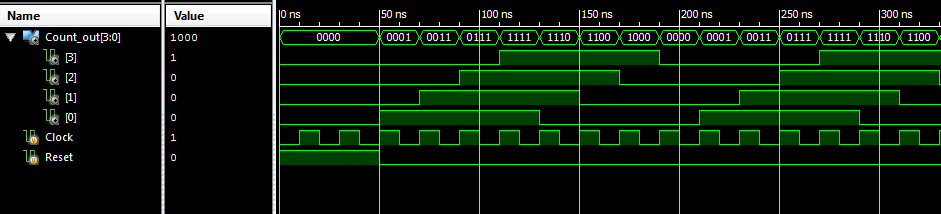 Name Value 0 ns 50 ns 100 ns 150 ns 200 ns 250 ns 300 ns
Count_out[3:0] 1000 0000 0001 0011 0111 1111 1110 1100 1000 0000 0001 0011 0111 1111 1110 1100
[3] 1
[2] 0
[1] 0
[0] 0
Clock 1
Reset 0